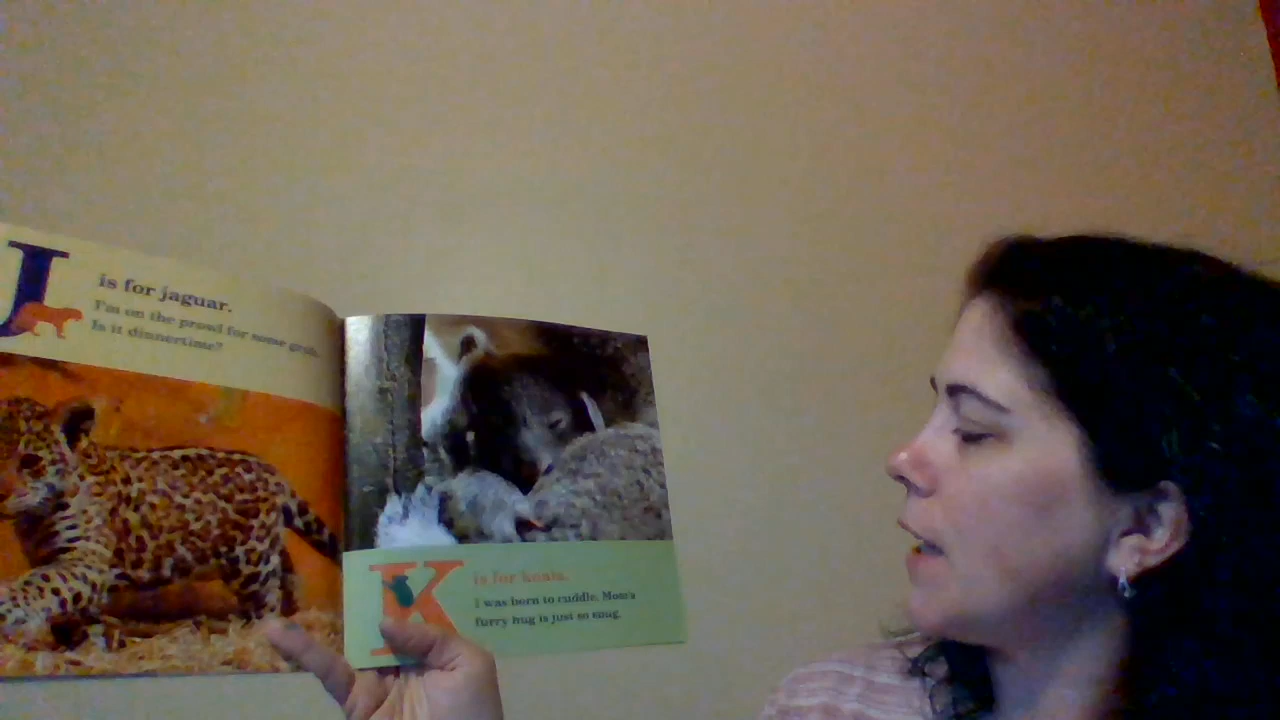 J
is for jaguar.
I'm on the prowl for some grub.
Is it dinnertime?
K
is for koala.
I was born to cuddle. Mom's
furry hug is just so snug.